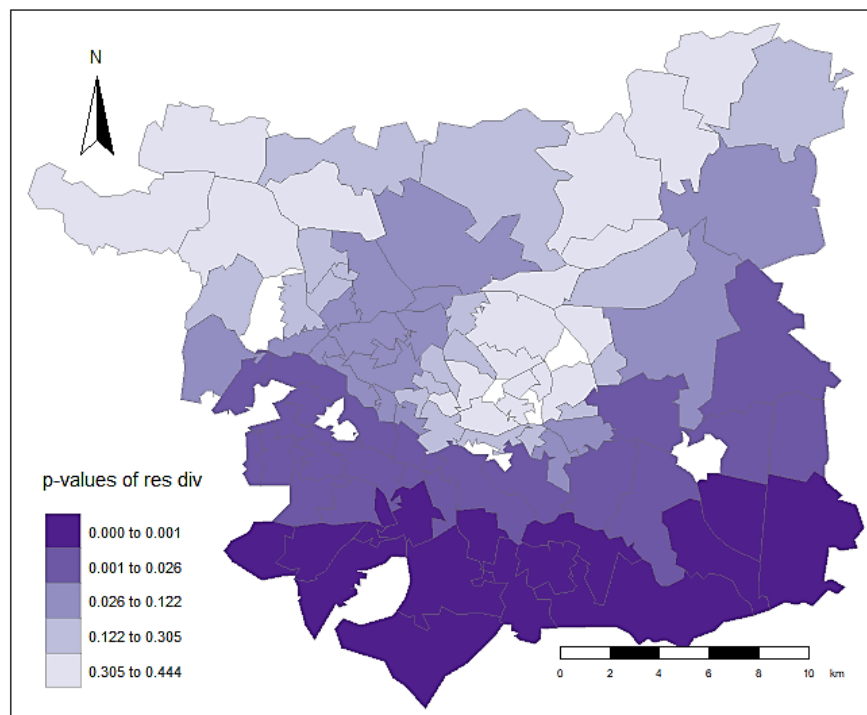 N
p-values of res div
0.000 to 0.001
0.001 to 0.026
0.026 to 0.122
0.122 to 0.305
0.305 to 0.444
0 2 4 6 8 10 km